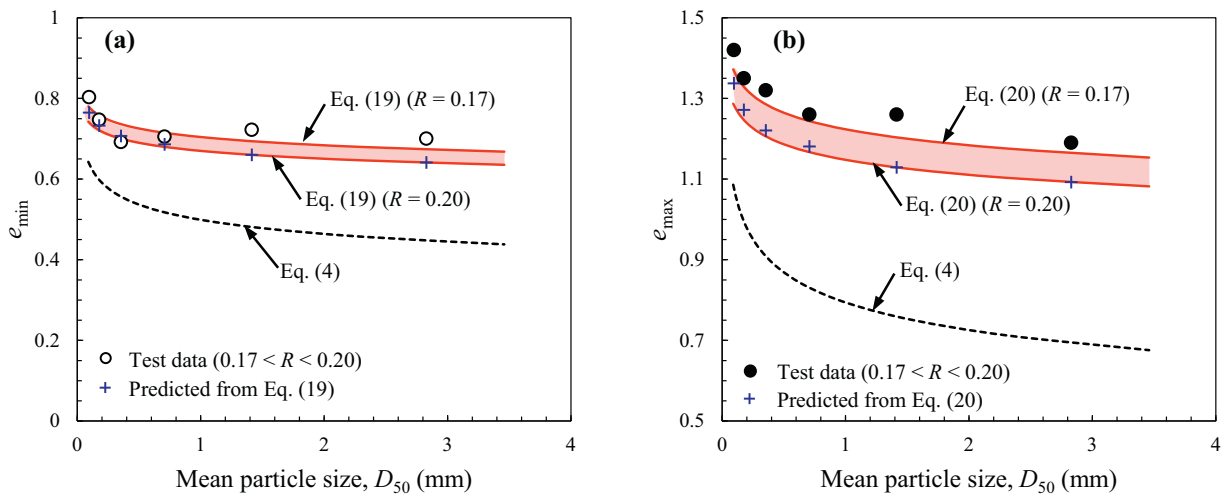 (a)
1
0.8
0.6
0.4
0.2
0
e_min
Eq. (19) (R = 0.17)
Eq. (19) (R = 0.20)
Eq. (4)
Test data (0.17 < R < 0.20)
Predicted from Eq. (19)
0 1 2 3 4
Mean particle size, D50 (mm)
(b)
1.5
1.3
1.1
0.9
0.7
0.5
e_max
Eq. (20) (R = 0.17)
Eq. (20) (R = 0.20)
Eq. (4)
Test data (0.17 < R < 0.20)
Predicted from Eq. (20)
0 1 2 3 4
Mean particle size, D50 (mm)